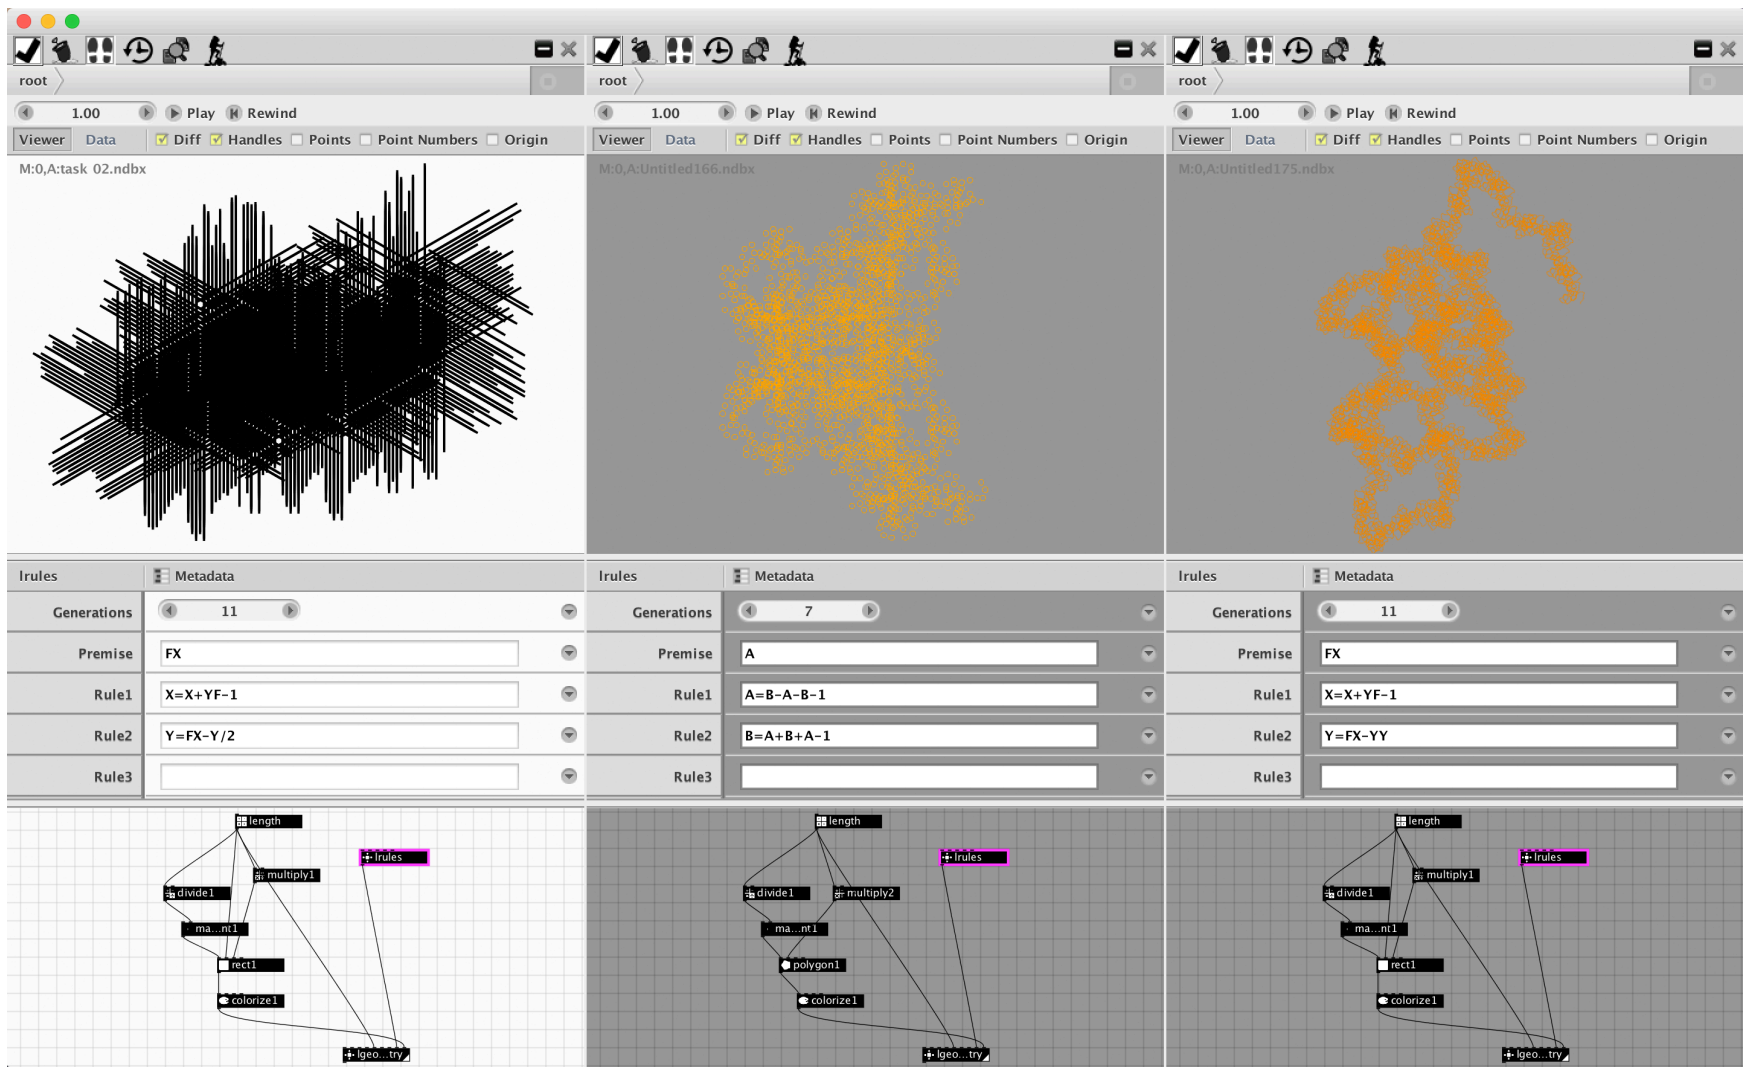 root
1.00 Play Rewind
Viewer Data Diff Handles Points Point Numbers Origin
M:0,A:task 02.ndbx
lrules Metadata
Generations 11
Premise FX
Rule1 X=X+YF-1
Rule2 Y=FX-Y/2
Rule3
length
lrules
multiply1
divide1
ma...nt1
rect1
colorize1
lgeo...try
root
1.00 Play Rewind
Viewer Data Diff Handles Points Point Numbers Origin
M:0,A:Untitled166.ndbx
lrules Metadata
Generations 7
Premise A
Rule1 A=B-A-B-1
Rule2 B=A+B+A-1
Rule3
length
lrules
divide1 multiply2
ma...nt1
polygon1
colorize1
lgeo...try
root
1.00 Play Rewind
Viewer Data Diff Handles Points Point Numbers Origin
M:0,A:Untitled175.ndbx
lrules Metadata
Generations 11
Premise FX
Rule1 X=X+YF-1
Rule2 Y=FX-YY
Rule3
length
lrules
multiply1
divide1
ma...nt1
rect1
colorize1
lgeo...try